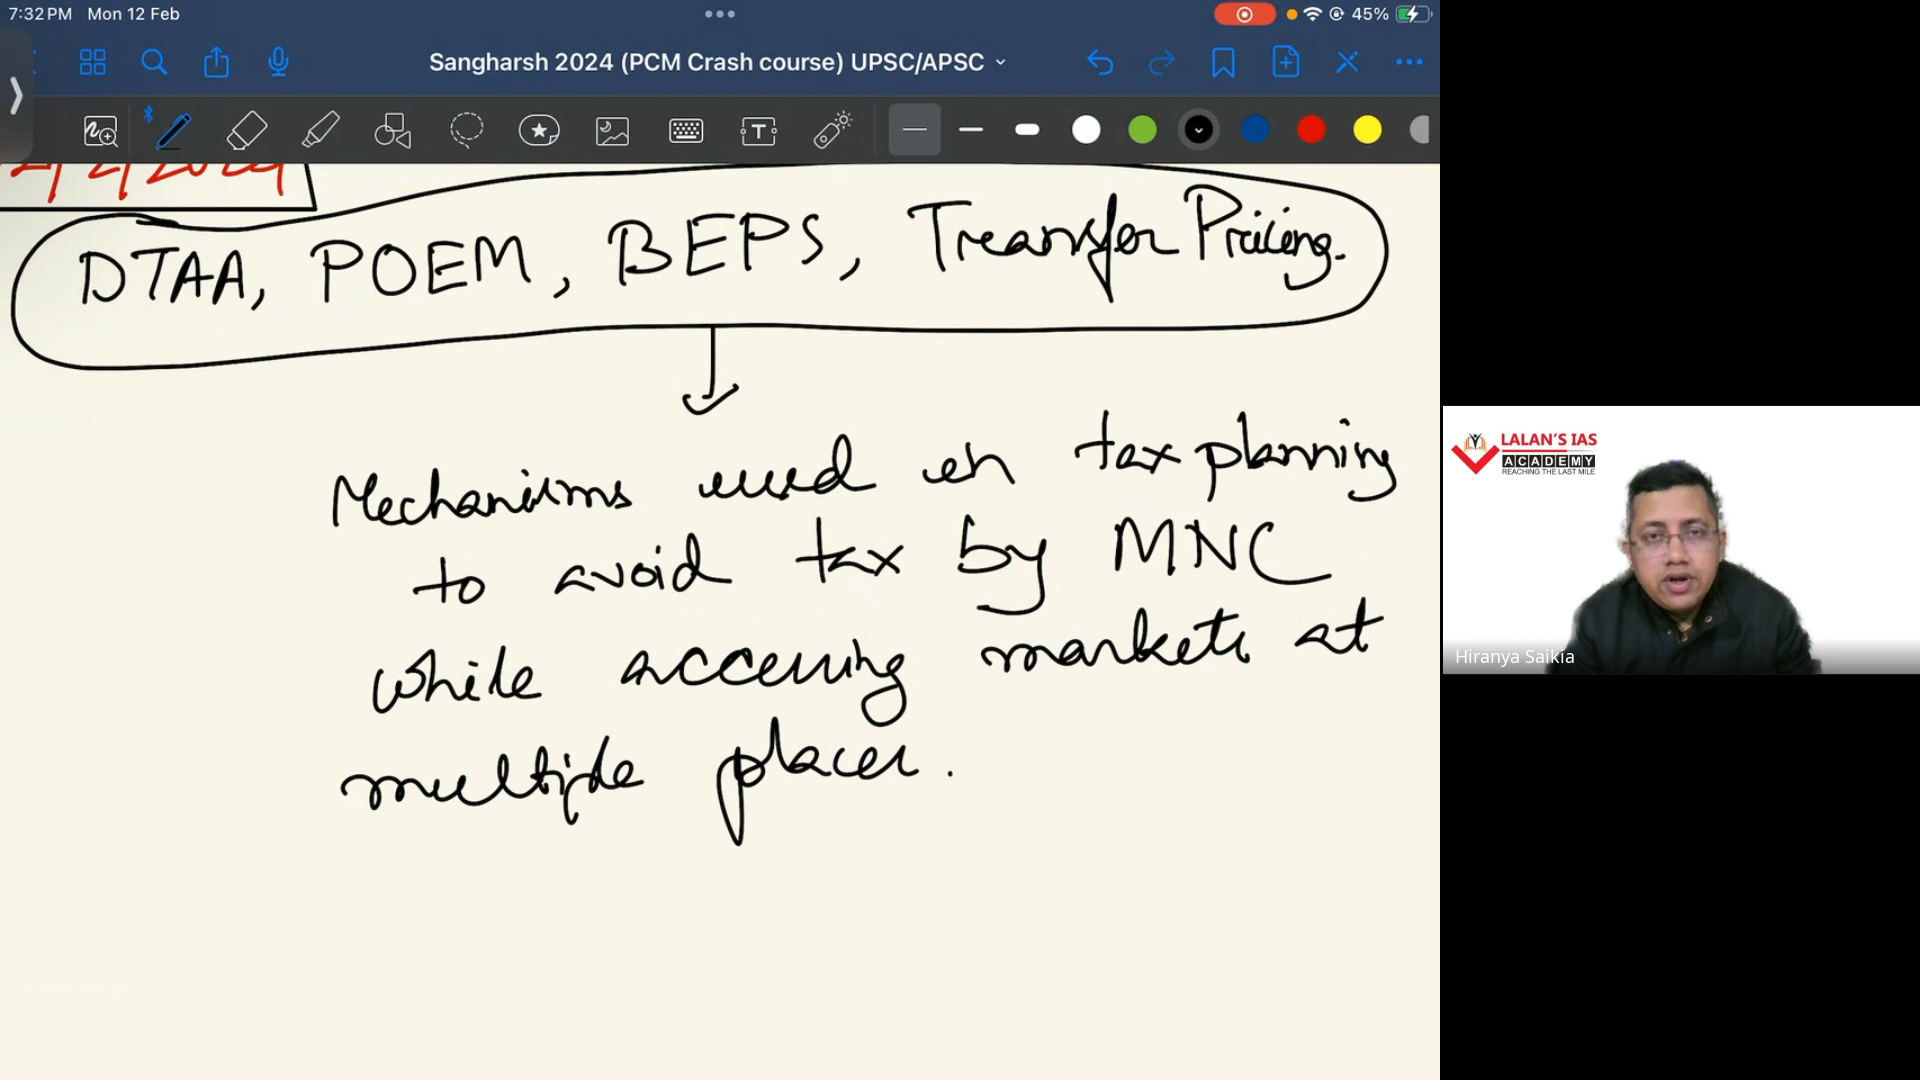 7:32 PM Mon 12 Feb
45%
Sangharsh 2024 (PCM Crash course) UPSC/APSC
T
/2/2024
DTAA, POEM, BEPS, Transfer Pricing.
Mechanisms used in tax planning
to avoid tax by MNC
while accessing markets at
multiple places.
LALAN'S IAS
ACADEMY
REACHING THE LAST MILE
Hiranya Saikia